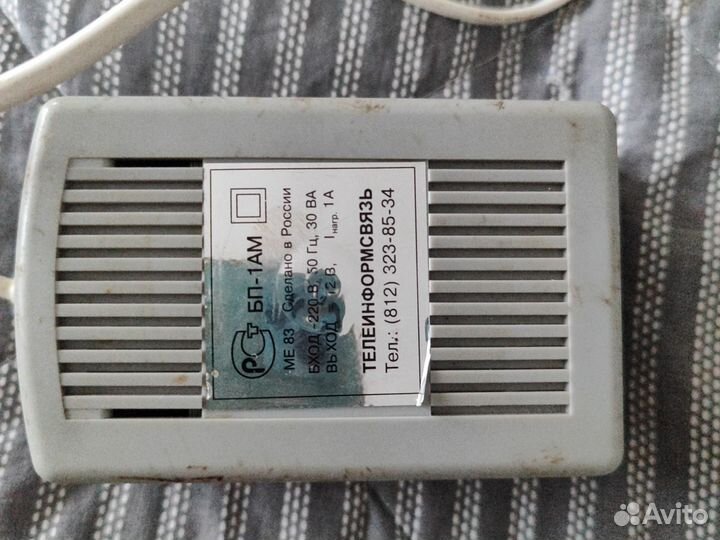 РСТ БП-1АМ
МЕ 83 Сделано в России
ВХОД ~220 В, 50 Гц, 30 ВА
ВЫХОД 12 В, Iнагр. 1А
ТЕЛЕИНФОРМСВЯЗЬ
Тел.: (812) 323-85-34
Avito